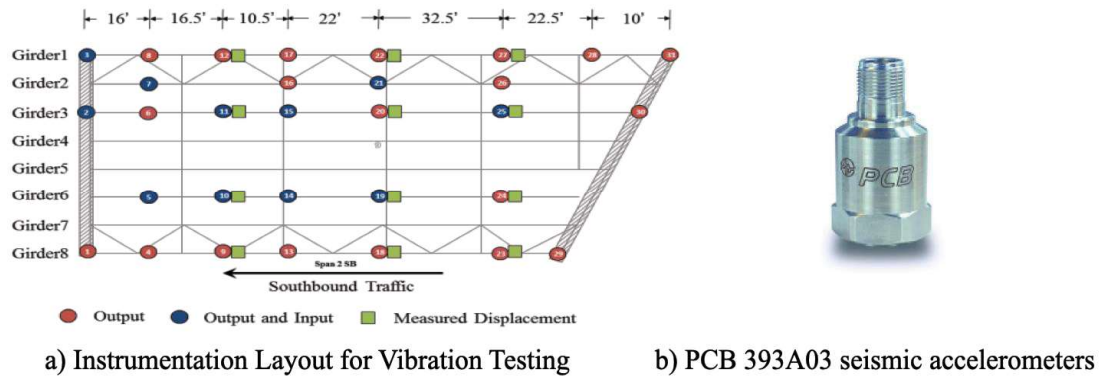 16' 16.5' 10.5' 22' 32.5' 22.5' 10'
Girder1 3 8 12 17 22 27 28 31
Girder2 7 16 21 26
Girder3 2 6 11 15 20 25 30
Girder4
Girder5
Girder6 5 10 14 19 24
Girder7
Girder8 1 4 9 13 18 23 29
Span 2 SB
Southbound Traffic
Output Output and Input Measured Displacement
PCB
a) Instrumentation Layout for Vibration Testing b) PCB 393A03 seismic accelerometers